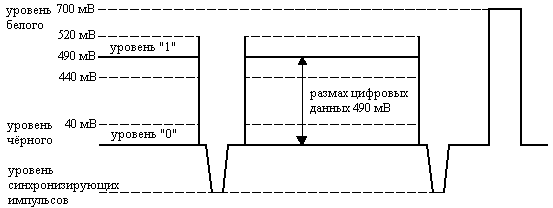 уровень
белого
700 мВ
520 мВ
уровень "1"
490 мВ
440 мВ
размах цифровых
данных 490 мВ
40 мВ
уровень
чёрного
уровень "0"
уровень
синхронизирующих
импульсов